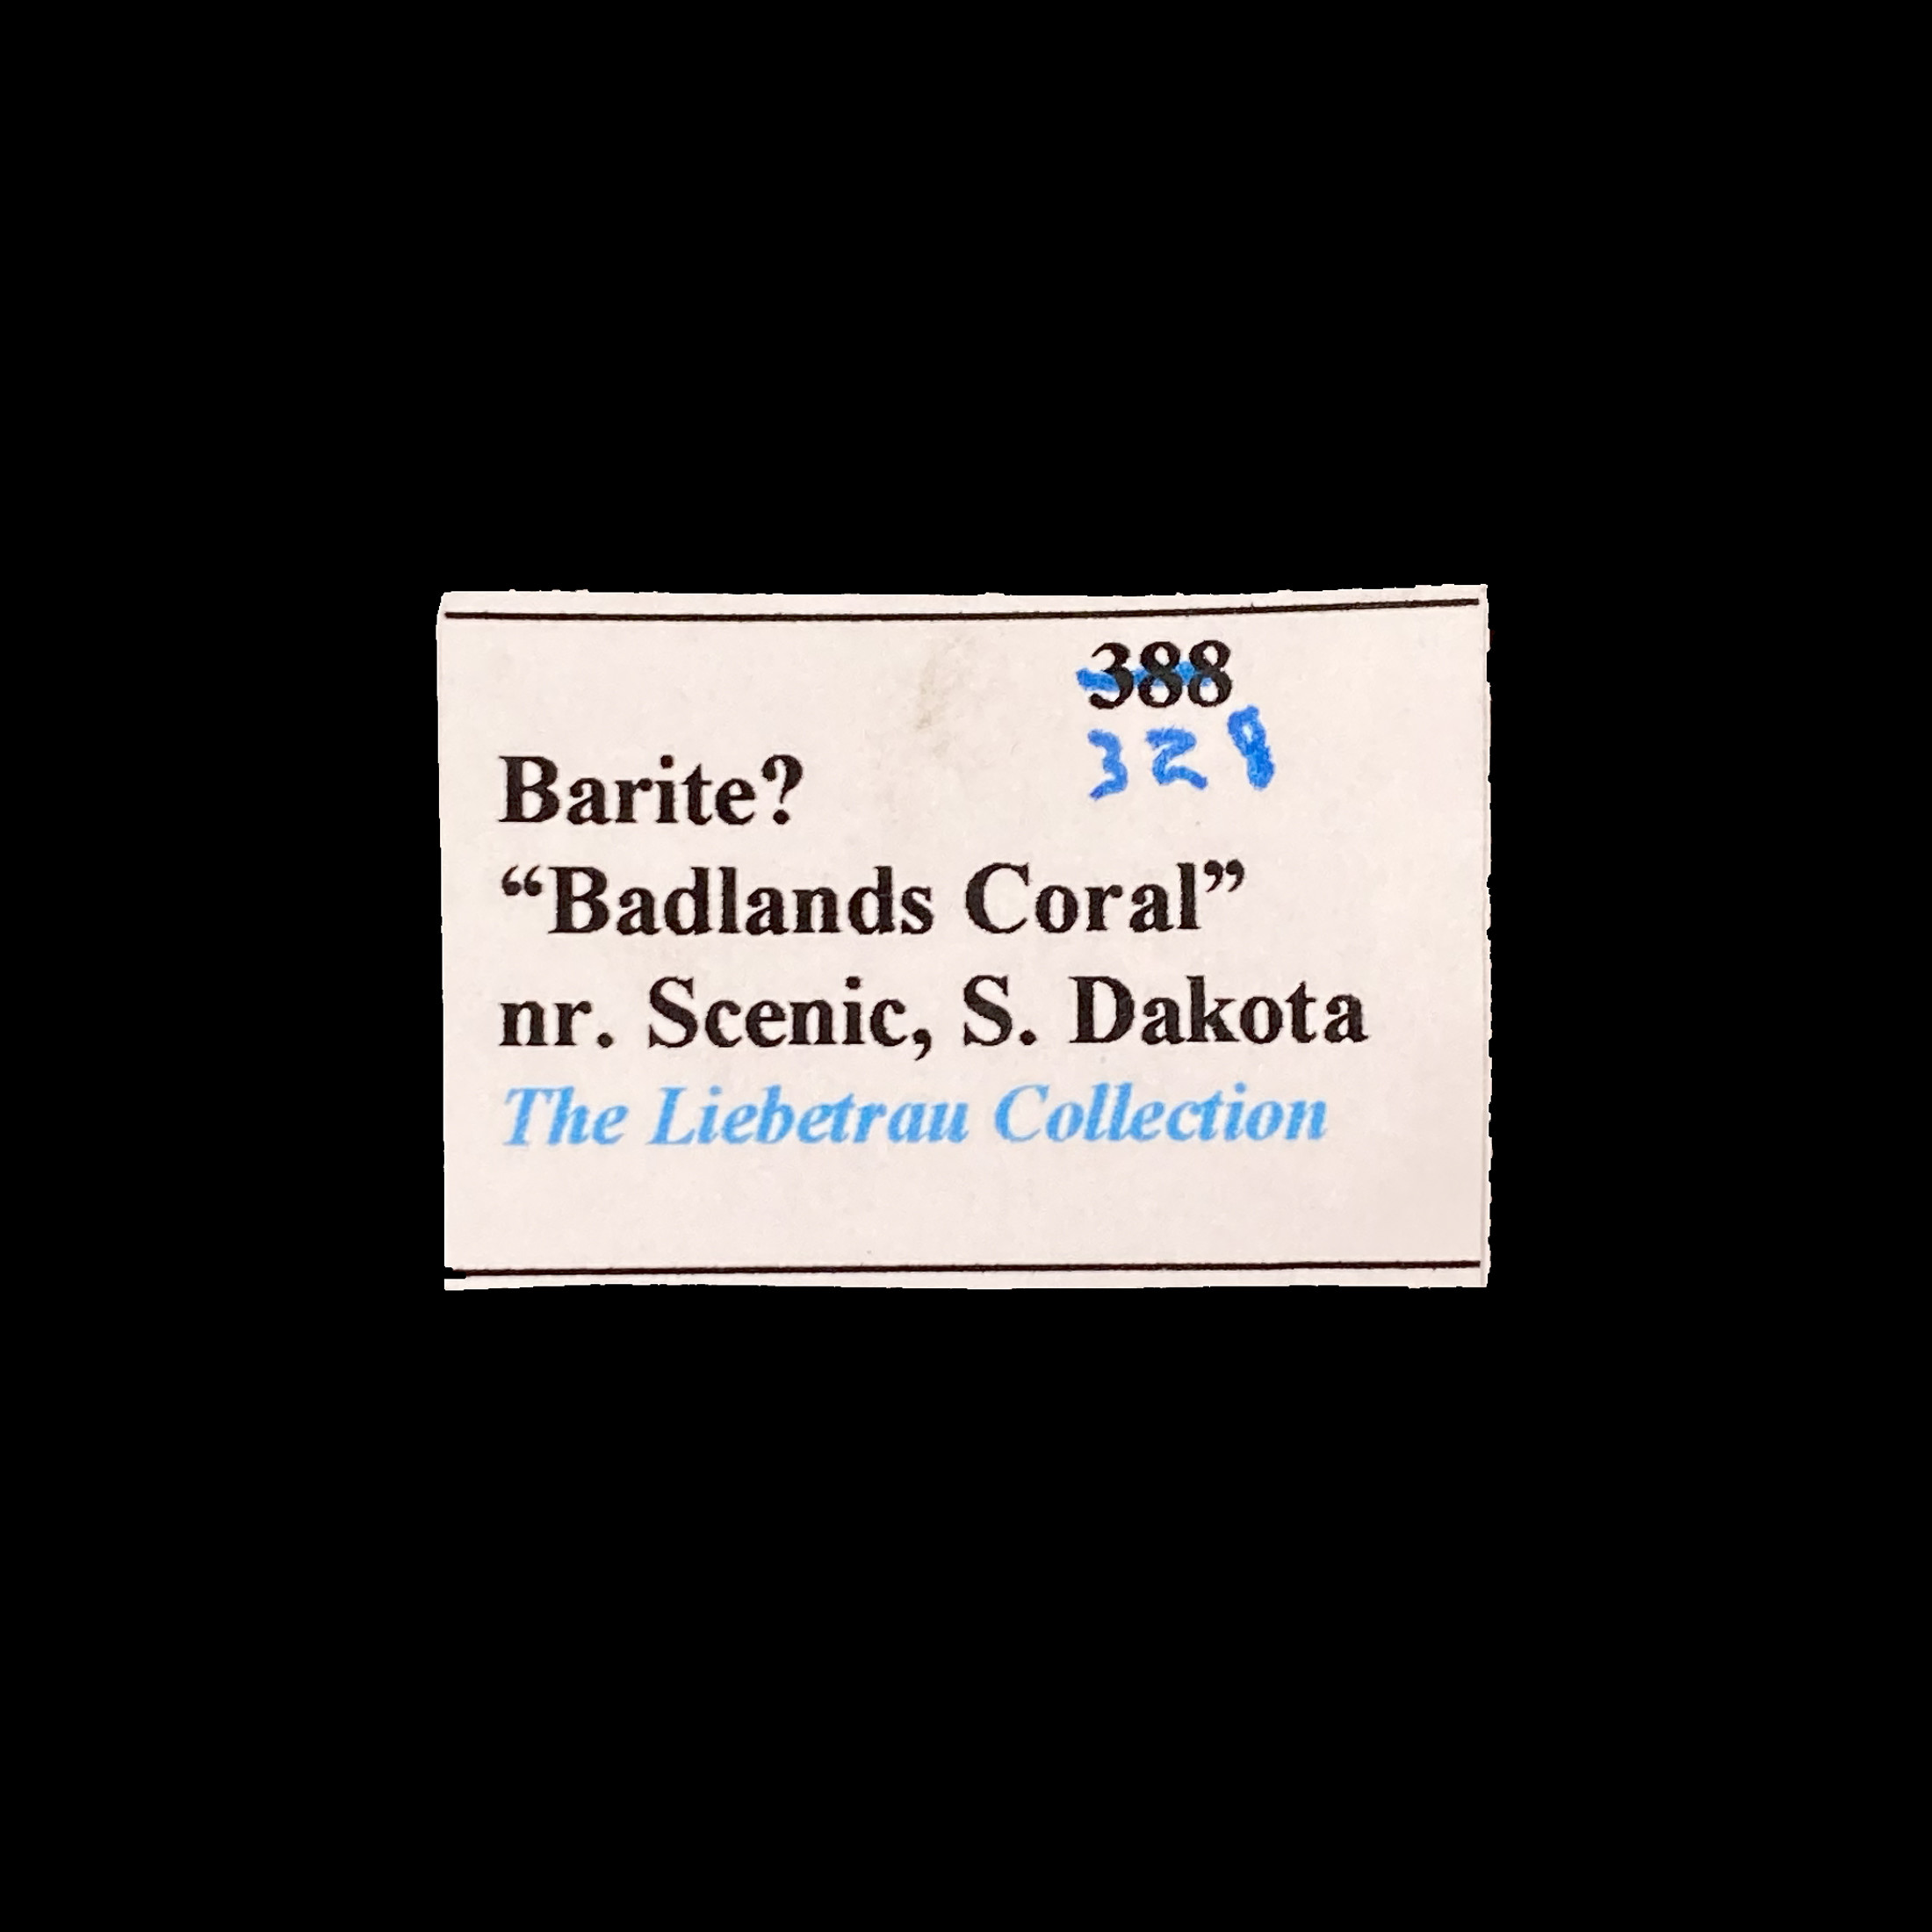 388
328
Barite?
“Badlands Coral”
nr. Scenic, S. Dakota
The Liebetrau Collection